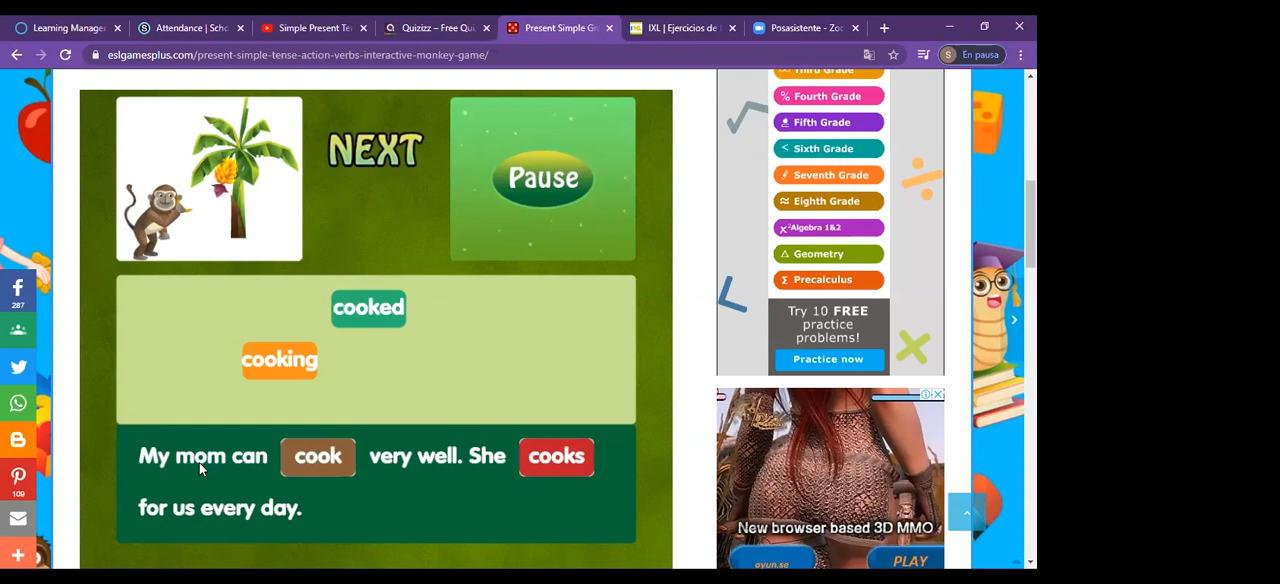 Learning Manage
Attendance | Scho
Simple Present Te
Quizizz – Free Qui
Present Simple Gr
IXL | Ejercicios de
Posasistente - Zoo
eslgamesplus.com/present-simple-tense-action-verbs-interactive-monkey-game/
S
En pausa
NEXT
Pause
cooked
cooking
My mom can cook very well. She cooks
for us every day.
287
109
Third Grade
Fourth Grade
Fifth Grade
Sixth Grade
Seventh Grade
Eighth Grade
Algebra 1&2
Geometry
Precalculus
Try 10 FREE
practice
problems!
Practice now
New browser based 3D MMO
oyun.se
PLAY